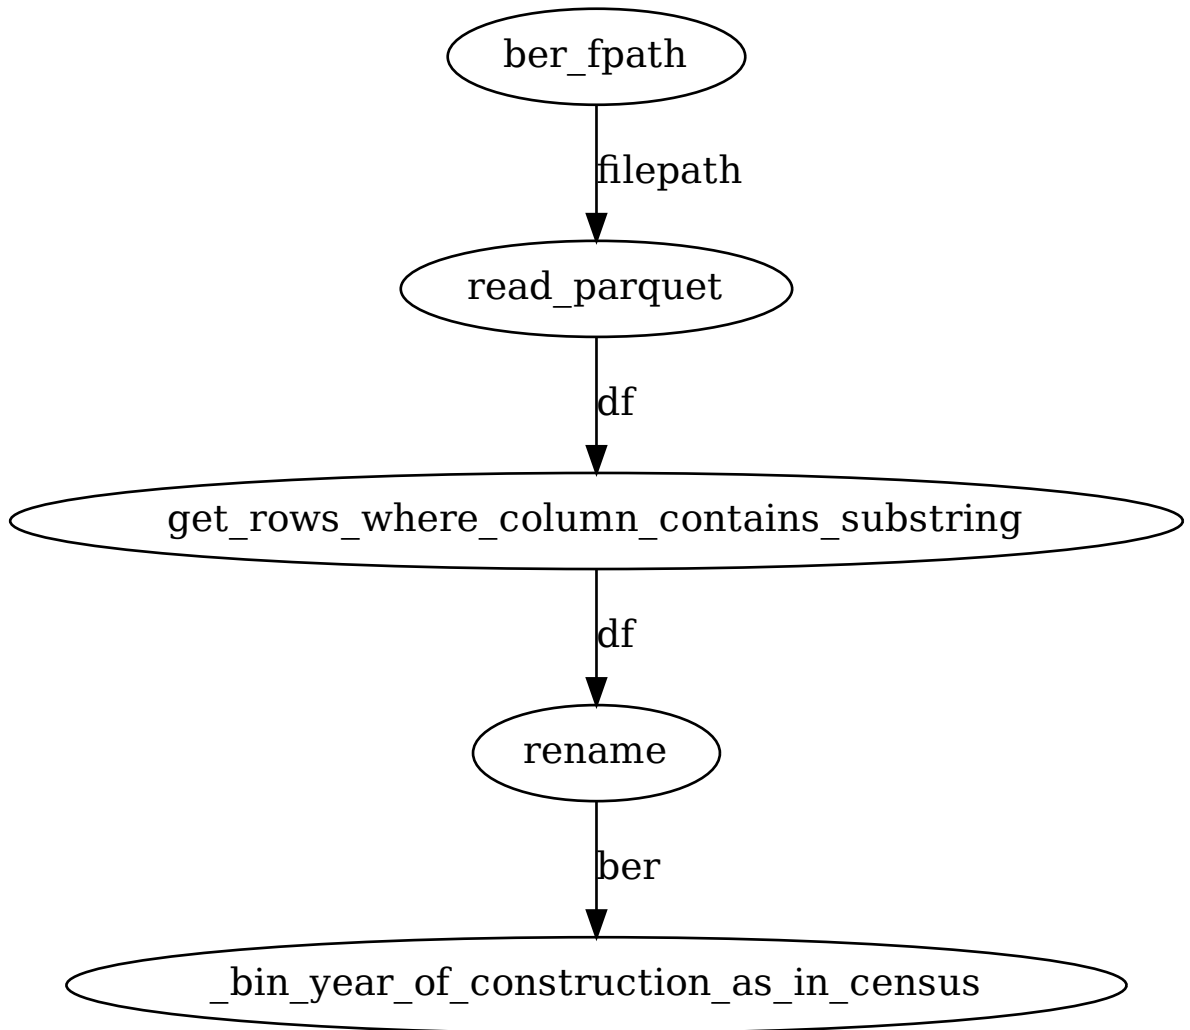 ber_fpath
filepath
read_parquet
df
get_rows_where_column_contains_substring
df
rename
ber
_bin_year_of_construction_as_in_census